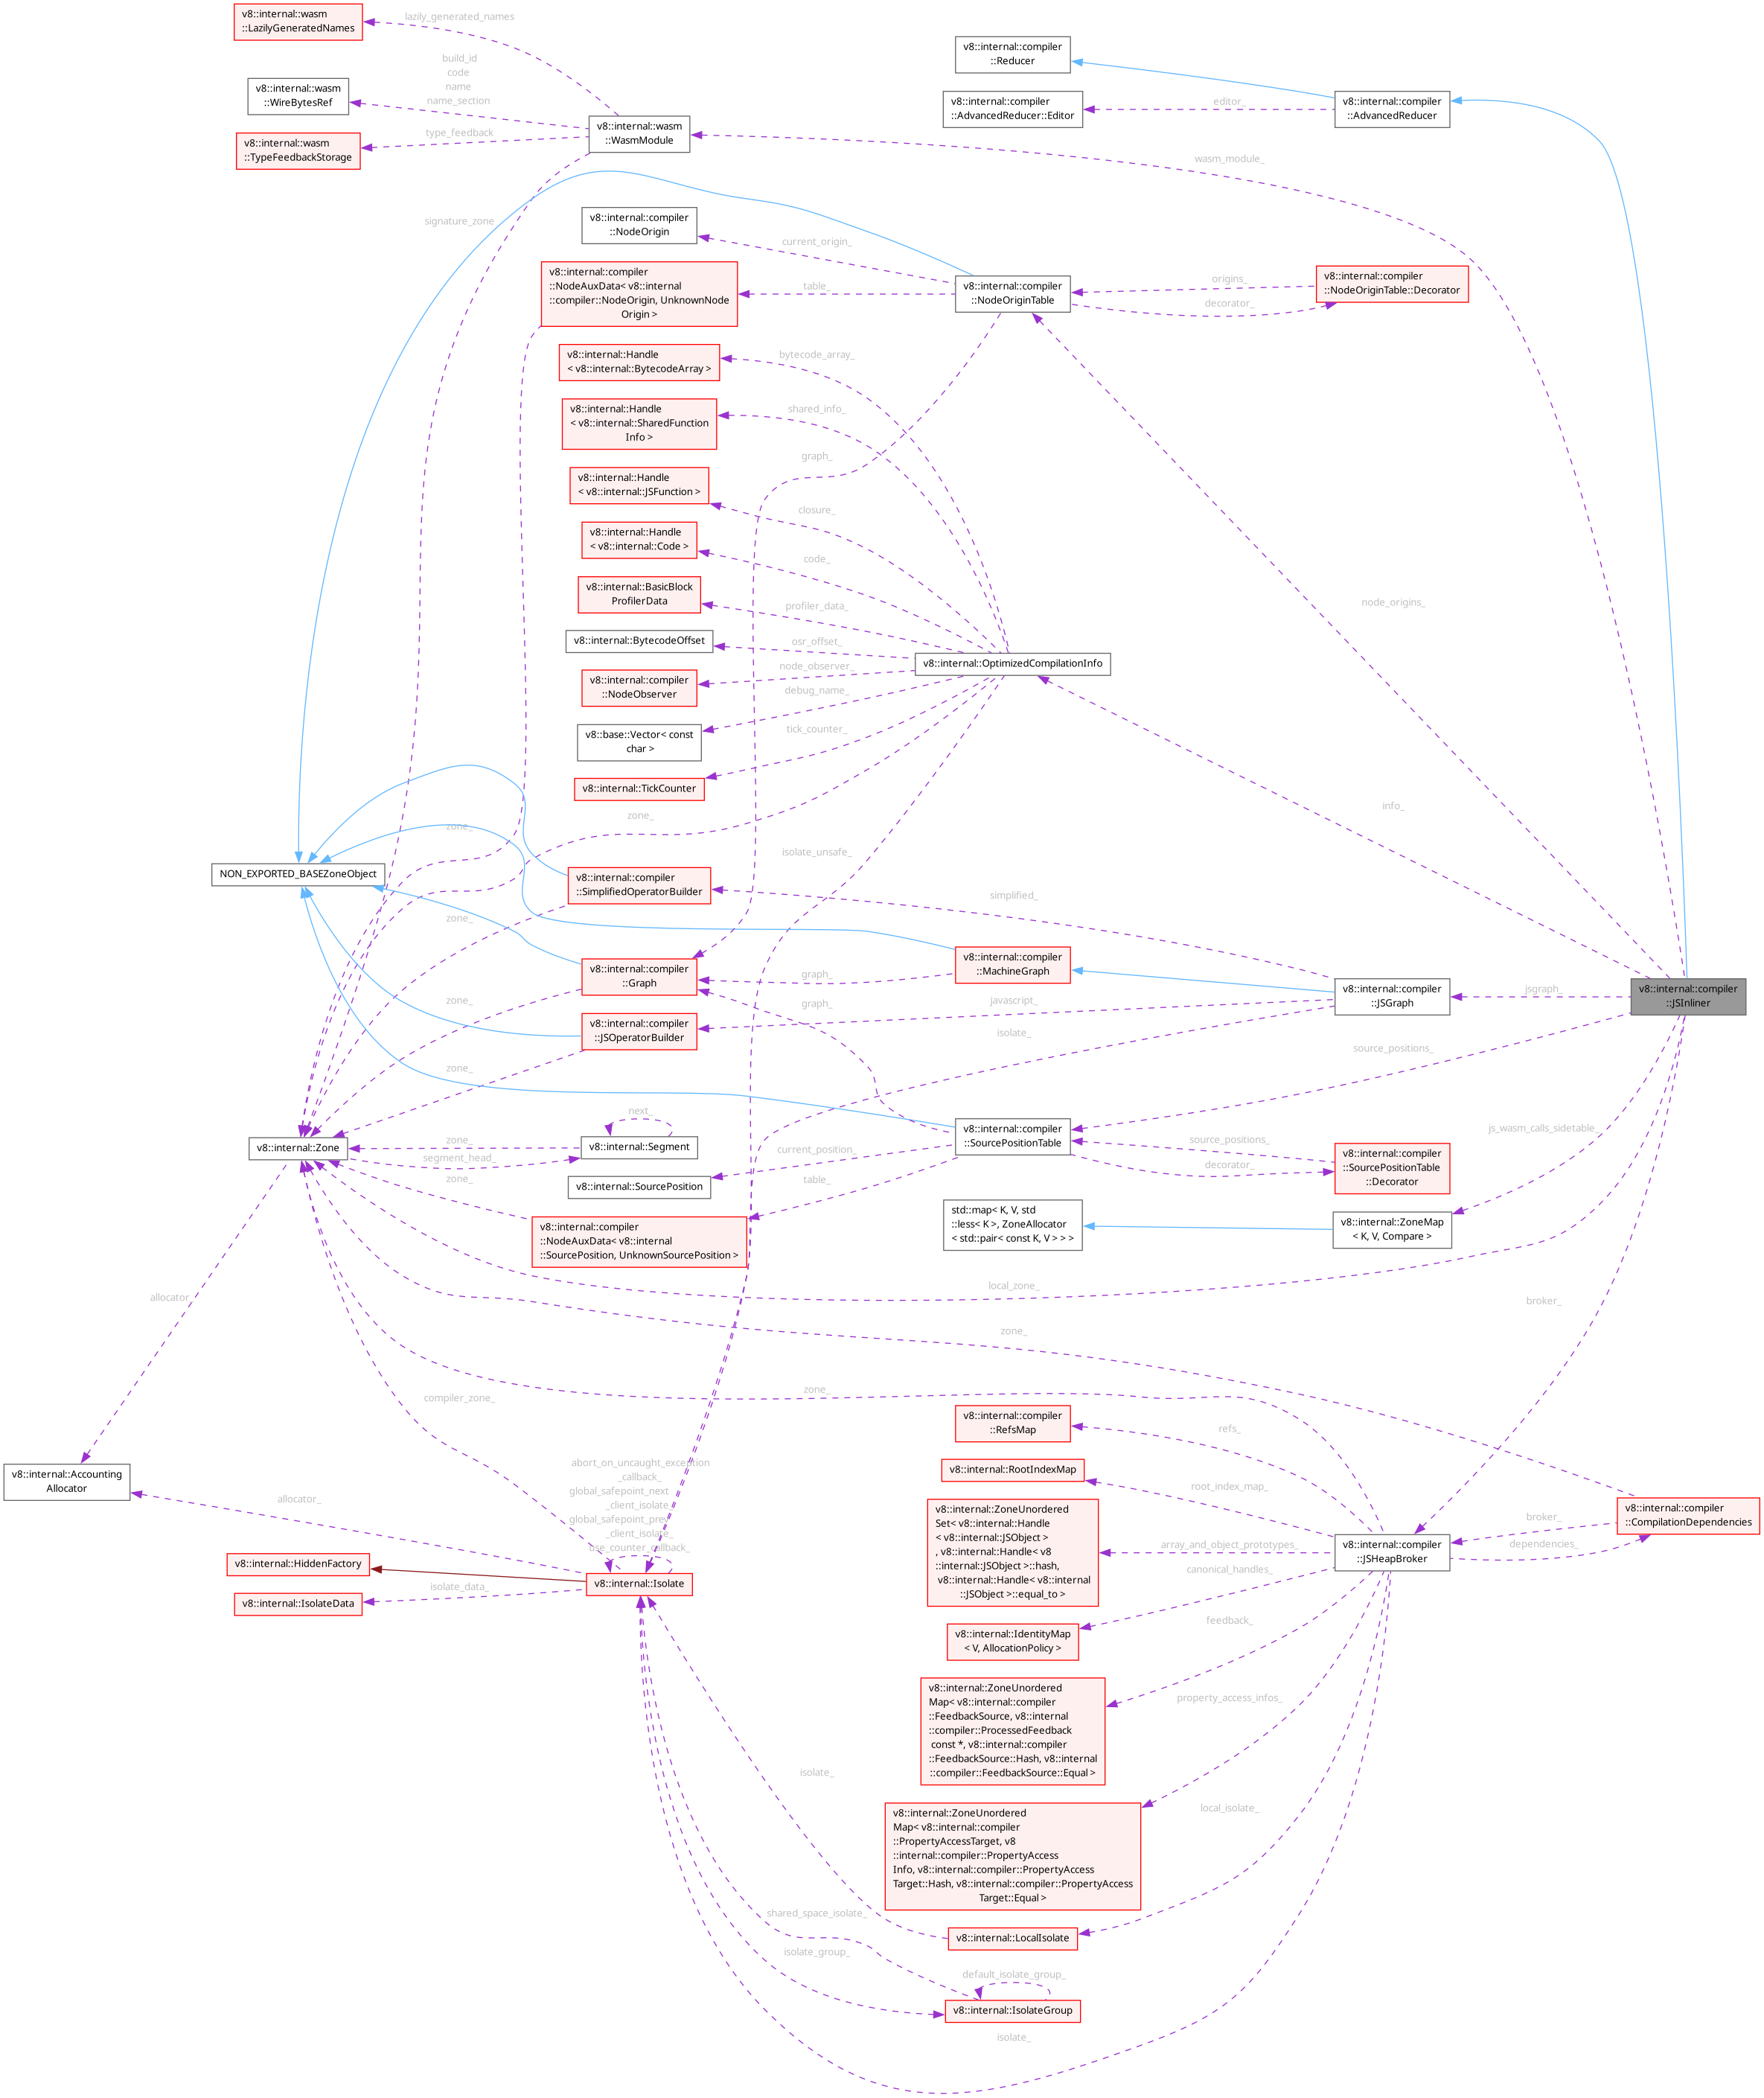 v8::internal::wasm
::LazilyGeneratedNames
lazily_generated_names
v8::internal::compiler
::Reducer
v8::internal::wasm
::WireBytesRef
build_id
code
name
name_section
v8::internal::compiler
::AdvancedReducer::Editor
editor_
v8::internal::compiler
::AdvancedReducer
v8::internal::wasm
::WasmModule
v8::internal::wasm
::TypeFeedbackStorage
type_feedback
wasm_module_
signature_zone
v8::internal::compiler
::NodeOrigin
current_origin_
v8::internal::compiler
::NodeAuxData< v8::internal
::compiler::NodeOrigin, UnknownNode
Origin >
table_
v8::internal::compiler
::NodeOriginTable
origins_
decorator_
v8::internal::compiler
::NodeOriginTable::Decorator
v8::internal::Handle
< v8::internal::BytecodeArray >
bytecode_array_
v8::internal::Handle
< v8::internal::SharedFunction
Info >
shared_info_
graph_
v8::internal::Handle
< v8::internal::JSFunction >
closure_
v8::internal::Handle
< v8::internal::Code >
code_
v8::internal::BasicBlock
ProfilerData
profiler_data_
node_origins_
v8::internal::BytecodeOffset
osr_offset_
v8::internal::OptimizedCompilationInfo
v8::internal::compiler
::NodeObserver
node_observer_
debug_name_
v8::base::Vector< const
char >
tick_counter_
v8::internal::TickCounter
info_
zone_
zone_
isolate_unsafe_
NON_EXPORTED_BASEZoneObject
v8::internal::compiler
::SimplifiedOperatorBuilder
simplified_
zone_
v8::internal::compiler
::Graph
graph_
v8::internal::compiler
::MachineGraph
v8::internal::compiler
::JSGraph
jsgraph_
v8::internal::compiler
::JSInliner
zone_
graph_
javascript_
v8::internal::compiler
::JSOperatorBuilder
isolate_
source_positions_
zone_
next_
v8::internal::Zone
zone_
segment_head_
zone_
v8::internal::Segment
v8::internal::SourcePosition
current_position_
table_
v8::internal::compiler
::SourcePositionTable
source_positions_
decorator_
v8::internal::compiler
::SourcePositionTable
::Decorator
js_wasm_calls_sidetable_
v8::internal::compiler
::NodeAuxData< v8::internal
::SourcePosition, UnknownSourcePosition >
std::map< K, V, std
::less< K >, ZoneAllocator
< std::pair< const K, V > > >
v8::internal::ZoneMap
< K, V, Compare >
local_zone_
allocator_
broker_
zone_
compiler_zone_
zone_
v8::internal::compiler
::RefsMap
refs_
v8::internal::Accounting
Allocator
allocator_
abort_on_uncaught_exception
_callback_
global_safepoint_next
_client_isolate_
global_safepoint_prev
_client_isolate_
use_counter_callback_
v8::internal::RootIndexMap
root_index_map_
v8::internal::ZoneUnordered
Set< v8::internal::Handle
< v8::internal::JSObject >
, v8::internal::Handle< v8
::internal::JSObject >::hash,
v8::internal::Handle< v8::internal
::JSObject >::equal_to >
array_and_object_prototypes_
canonical_handles_
v8::internal::compiler
::JSHeapBroker
broker_
dependencies_
v8::internal::compiler
::CompilationDependencies
v8::internal::HiddenFactory
v8::internal::Isolate
v8::internal::IsolateData
isolate_data_
v8::internal::IdentityMap
< V, AllocationPolicy >
feedback_
v8::internal::ZoneUnordered
Map< v8::internal::compiler
::FeedbackSource, v8::internal
::compiler::ProcessedFeedback
const *, v8::internal::compiler
::FeedbackSource::Hash, v8::internal
::compiler::FeedbackSource::Equal >
property_access_infos_
isolate_
v8::internal::ZoneUnordered
Map< v8::internal::compiler
::PropertyAccessTarget, v8
::internal::compiler::PropertyAccess
Info, v8::internal::compiler::PropertyAccess
Target::Hash, v8::internal::compiler::PropertyAccess
Target::Equal >
local_isolate_
shared_space_isolate_
v8::internal::LocalIsolate
isolate_group_
default_isolate_group_
v8::internal::IsolateGroup
isolate_